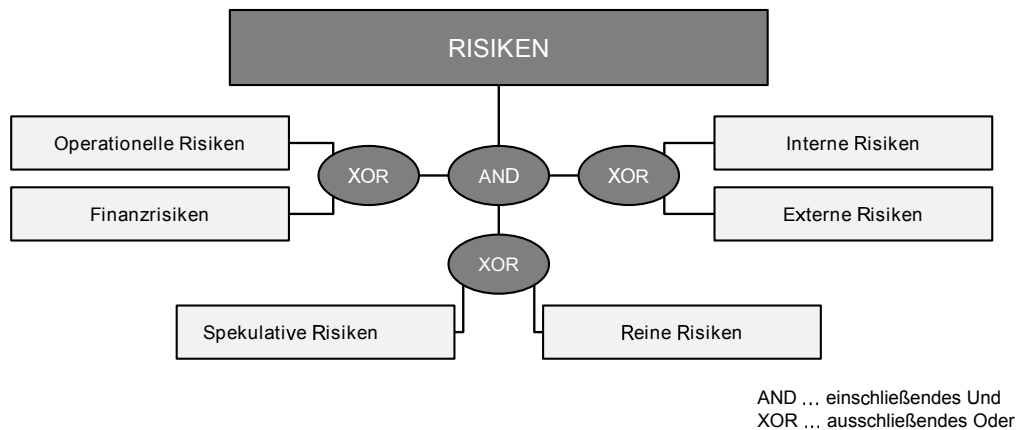 RISIKEN
Operationelle Risiken
Interne Risiken
XOR
AND
XOR
Finanzrisiken
Externe Risiken
XOR
Spekulative Risiken
Reine Risiken
AND ... einschließendes Und
XOR ... ausschließendes Oder